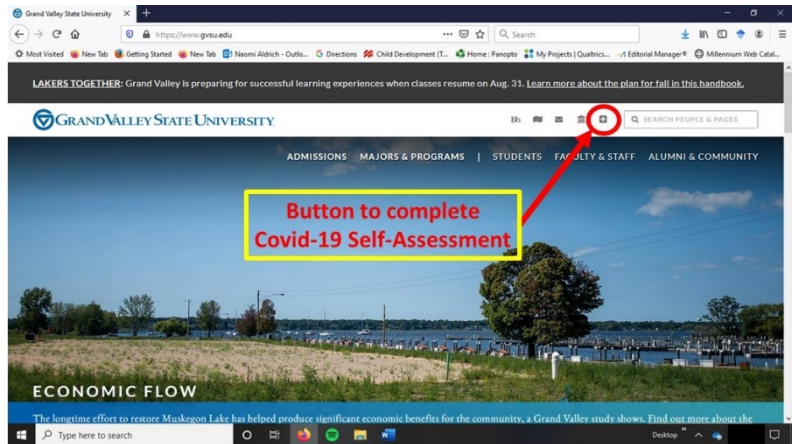 Grand Valley State University
https://www.gvsu.edu
Search
Most Visited New Tab Getting Started New Tab Naomi Aldrich - Outlo... Directions Child Development (T... Home : Panopto My Projects | Qualtrics... Editorial Manager® Millennium Web Catal...
LAKERS TOGETHER: Grand Valley is preparing for successful learning experiences when classes resume on Aug. 31. Learn more about the plan for fall in this handbook.
GRAND VALLEY STATE UNIVERSITY
Bb SEARCH PEOPLE & PAGES
ADMISSIONS MAJORS & PROGRAMS | STUDENTS FACULTY & STAFF ALUMNI & COMMUNITY
Button to complete
Covid-19 Self-Assessment
ECONOMIC FLOW
The longtime effort to restore Muskegon Lake has helped produce significant economic benefits for the community, a Grand Valley study shows. Find out more about the
Type here to search
Desktop